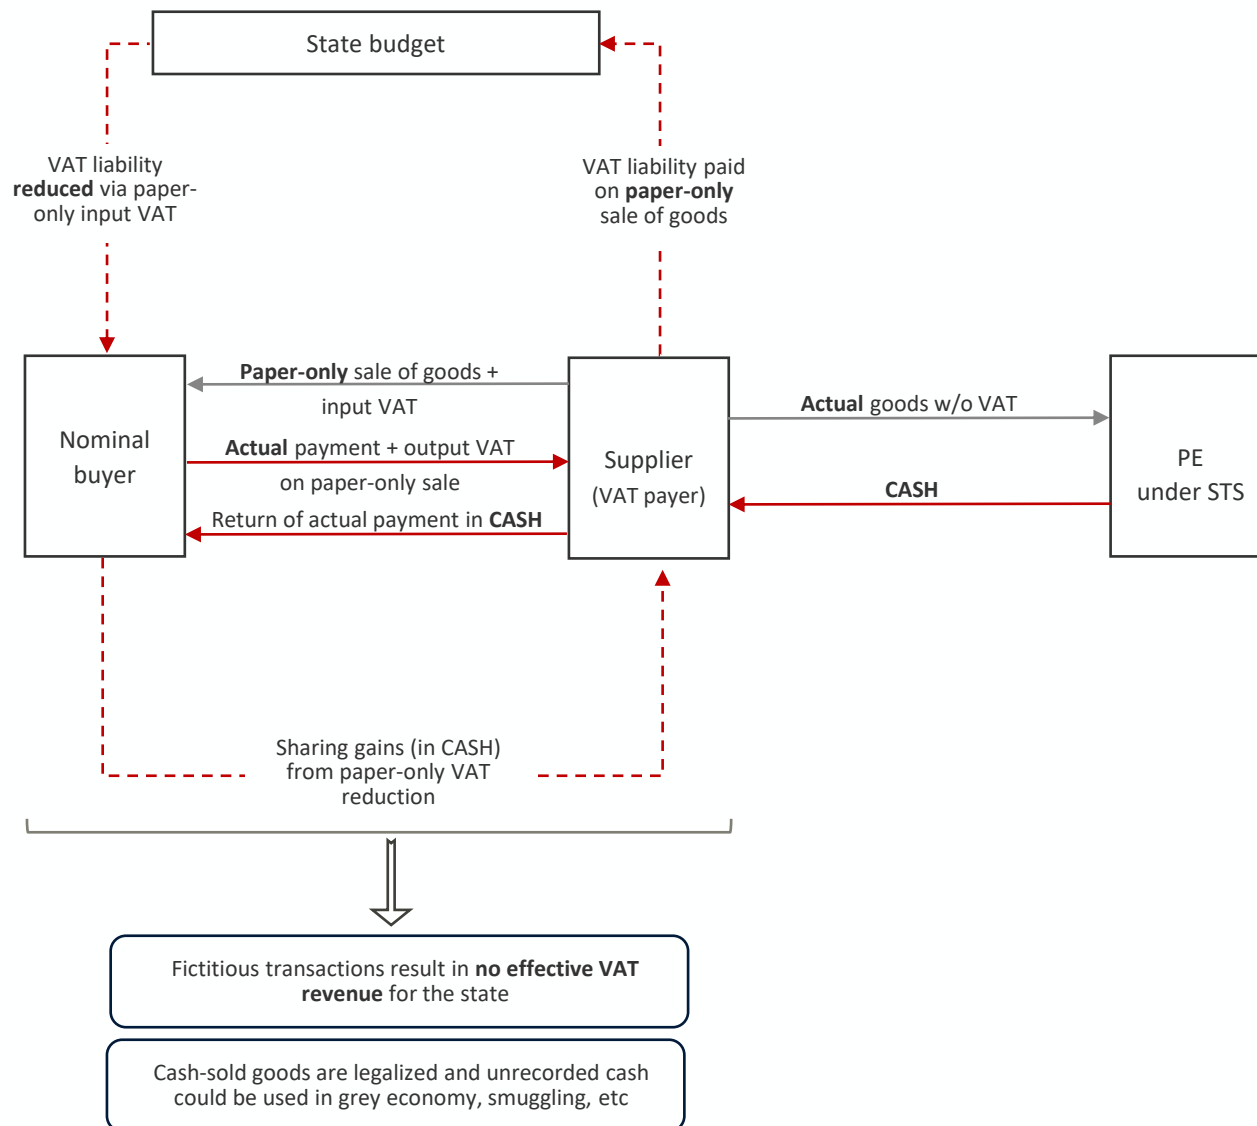 State budget
VAT liability
reduced via paper-
only input VAT
VAT liability paid
on paper-only
sale of goods
Paper-only sale of goods +
input VAT
Actual goods w/o VAT
Nominal
buyer
Actual payment + output VAT
on paper-only sale
Supplier
(VAT payer)
PE
under STS
CASH
Return of actual payment in CASH
Sharing gains (in CASH)
from paper-only VAT
reduction
Fictitious transactions result in no effective VAT
revenue for the state
Cash-sold goods are legalized and unrecorded cash
could be used in grey economy, smuggling, etc